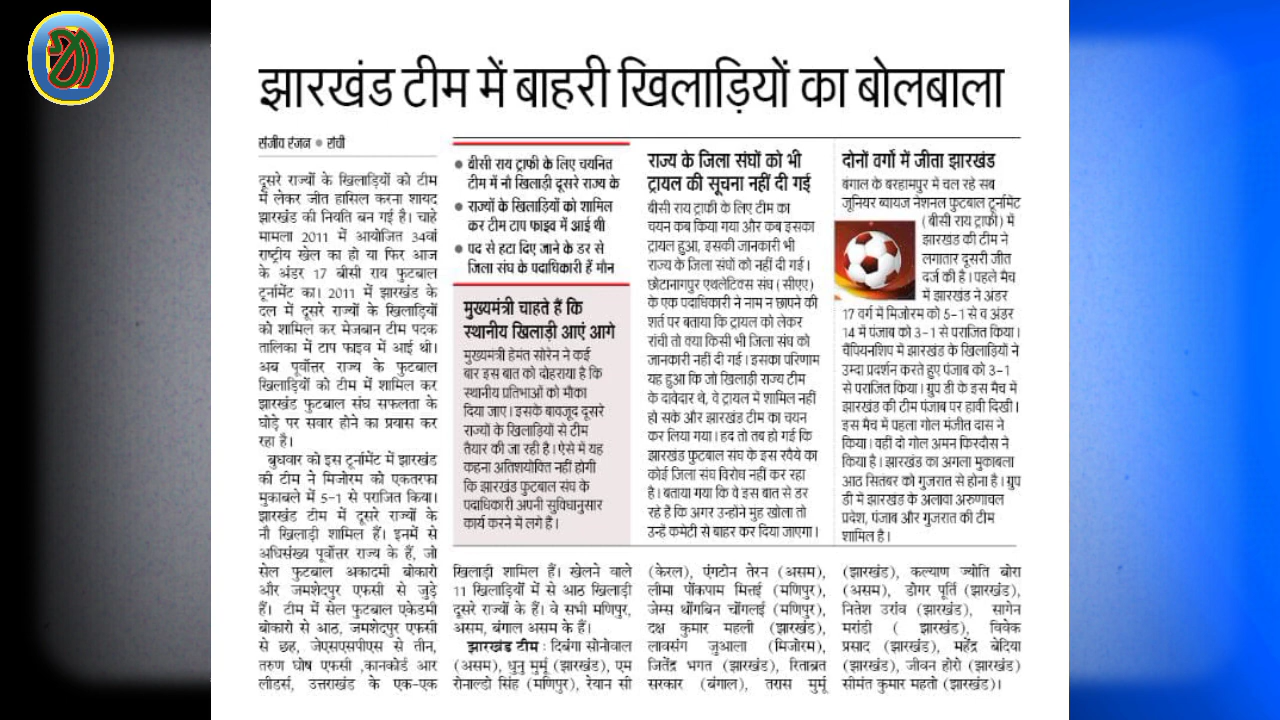 झारखंड टीम में बाहरी खिलाड़ियों का बोलबाला
संजीव रंजन ● रांची
दूसरे राज्यों के खिलाड़ियों को टीम
में लेकर जीत हासिल करना शायद
झारखंड की नियति बन गई है। चाहे
मामला 2011 में आयोजित 34वां
राष्ट्रीय खेल का हो या फिर आज
के अंडर 17 बीसी राय फुटबाल
टूर्नामेंट का। 2011 में झारखंड के
दल में दूसरे राज्यों के खिलाड़ियों
को शामिल कर मेजबान टीम पदक
तालिका में टाप फाइव में आई थी।
अब पूर्वोत्तर राज्य के फुटबाल
खिलाड़ियों को टीम में शामिल कर
झारखंड फुटबाल संघ सफलता के
घोड़े पर सवार होने का प्रयास कर
रहा है।
बुधवार को इस टूर्नामेंट में झारखंड
की टीम ने मिजोरम को एकतरफा
मुकाबले में 5-1 से पराजित किया।
झारखंड टीम में दूसरे राज्यों के
नौ खिलाड़ी शामिल हैं। इनमें से
अधिसंख्य पूर्वोत्तर राज्य के हैं, जो
सेल फुटबाल अकादमी बोकारो
और जमशेदपुर एफसी से जुड़े
हैं। टीम में सेल फुटबाल एकेडमी
बोकारो से आठ, जमशेदपुर एफसी
से छह, जेएसएसपीएस से तीन,
तरुण घोष एफसी ,कानकोर्ड आर
लीडर्स, उत्तराखंड के एक-एक
● बीसी राय ट्राफी के लिए चयनित
टीम में नौ खिलाड़ी दूसरे राज्य के
● राज्यों के खिलाड़ियों को शामिल
कर टीम टाप फाइव में आई थी
● पद से हटा दिए जाने के डर से
जिला संघ के पदाधिकारी हैं मौन
मुख्यमंत्री चाहते हैं कि
स्थानीय खिलाड़ी आएं आगे
मुख्यमंत्री हेमंत सोरेन ने कई
बार इस बात को दोहराया है कि
स्थानीय प्रतिभाओं को मौका
दिया जाए। इसके बावजूद दूसरे
राज्यों के खिलाड़ियों से टीम
तैयार की जा रही है। ऐसे में यह
कहना अतिशयोक्ति नहीं होगी
कि झारखंड फुटबाल संघ के
पदाधिकारी अपनी सुविधानुसार
कार्य करने में लगे हैं।
राज्य के जिला संघों को भी
ट्रायल की सूचना नहीं दी गई
बीसी राय ट्राफी के लिए टीम का
चयन कब किया गया और कब इसका
ट्रायल हुआ, इसकी जानकारी भी
राज्य के जिला संघों को नहीं दी गई।
छोटानागपुर एथलेटिक्स संघ (सीएए)
के एक पदाधिकारी ने नाम न छापने की
शर्त पर बताया कि ट्रायल को लेकर
रांची तो क्या किसी भी जिला संघ को
जानकारी नहीं दी गई। इसका परिणाम
यह हुआ कि जो खिलाड़ी राज्य टीम
के दावेदार थे, वे ट्रायल में शामिल नहीं
हो सके और झारखंड टीम का चयन
कर लिया गया। हद तो तब हो गई कि
झारखंड फुटबाल संघ के इस रवैये का
कोई जिला संघ विरोध नहीं कर रहा
है। बताया गया कि वे इस बात से डर
रहे है कि अगर उन्होने मुंह खोला तो
उन्हें कमेटी से बाहर कर दिया जाएगा।
दोनों वर्गों में जीता झारखंड
बंगाल के बरहामपुर में चल रहे सब
जूनियर ब्वायज नेशनल फुटबाल टूर्नामेंट
(बीसी राय ट्राफी) में
झारखंड की टीम ने
लगातार दूसरी जीत
दर्ज की है। पहले मैच
में झारखंड ने अंडर
17 वर्ग में मिजोरम को 5-1 से व अंडर
14 में पंजाब को 3-1 से पराजित किया।
चैंपियनशिप में झारखंड के खिलाड़ियों ने
उम्दा प्रदर्शन करते हुए पंजाब को 3-1
से पराजित किया। ग्रुप डी के इस मैच में
झारखंड की टीम पंजाब पर हावी दिखी।
इस मैच में पहला गोल मंजीत दास ने
किया। वहीं दो गोल अमन फिरदौस ने
किया है। झारखंड का अगला मुकाबला
आठ सितंबर को गुजरात से होना है। ग्रुप
डी में झारखंड के अलावा अरुणाचल
प्रदेश, पंजाब और गुजरात की टीम
शामिल है।
खिलाड़ी शामिल हैं। खेलने वाले
11 खिलाड़ियों में से आठ खिलाड़ी
दूसरे राज्यों के हैं। वे सभी मणिपुर,
असम, बंगाल असम के हैं।
झारखंड टीम : दिबंगा सोनोवाल
(असम), घुनु मुर्मू (झारखंड), एम
रोनाल्डो सिंह (मणिपुर), रेयान सी
(केरल), एंगटोन तेरन (असम),
लीमा पोंकपाम मित्तई (मणिपुर),
जेम्स थोंगबिन चोंगलई (मणिपुर),
दक्ष कुमार महली (झारखंड),
लावसंग जुआला (मिजोरम),
जितेंद्र भगत (झारखंड), रिताब्रत
सरकार (बंगाल), तरास मुर्मू
(झारखंड), कल्याण ज्योति बोरा
(असम), डोगर पूर्ति (झारखंड),
नितेश उरांव (झारखंड), सागेन
मरांडी ( झारखंड), विवेक
प्रसाद (झारखंड), महेंद्र बेदिया
(झारखंड), जीवन होरो (झारखंड)
सीमंत कुमार महतो (झारखंड)।